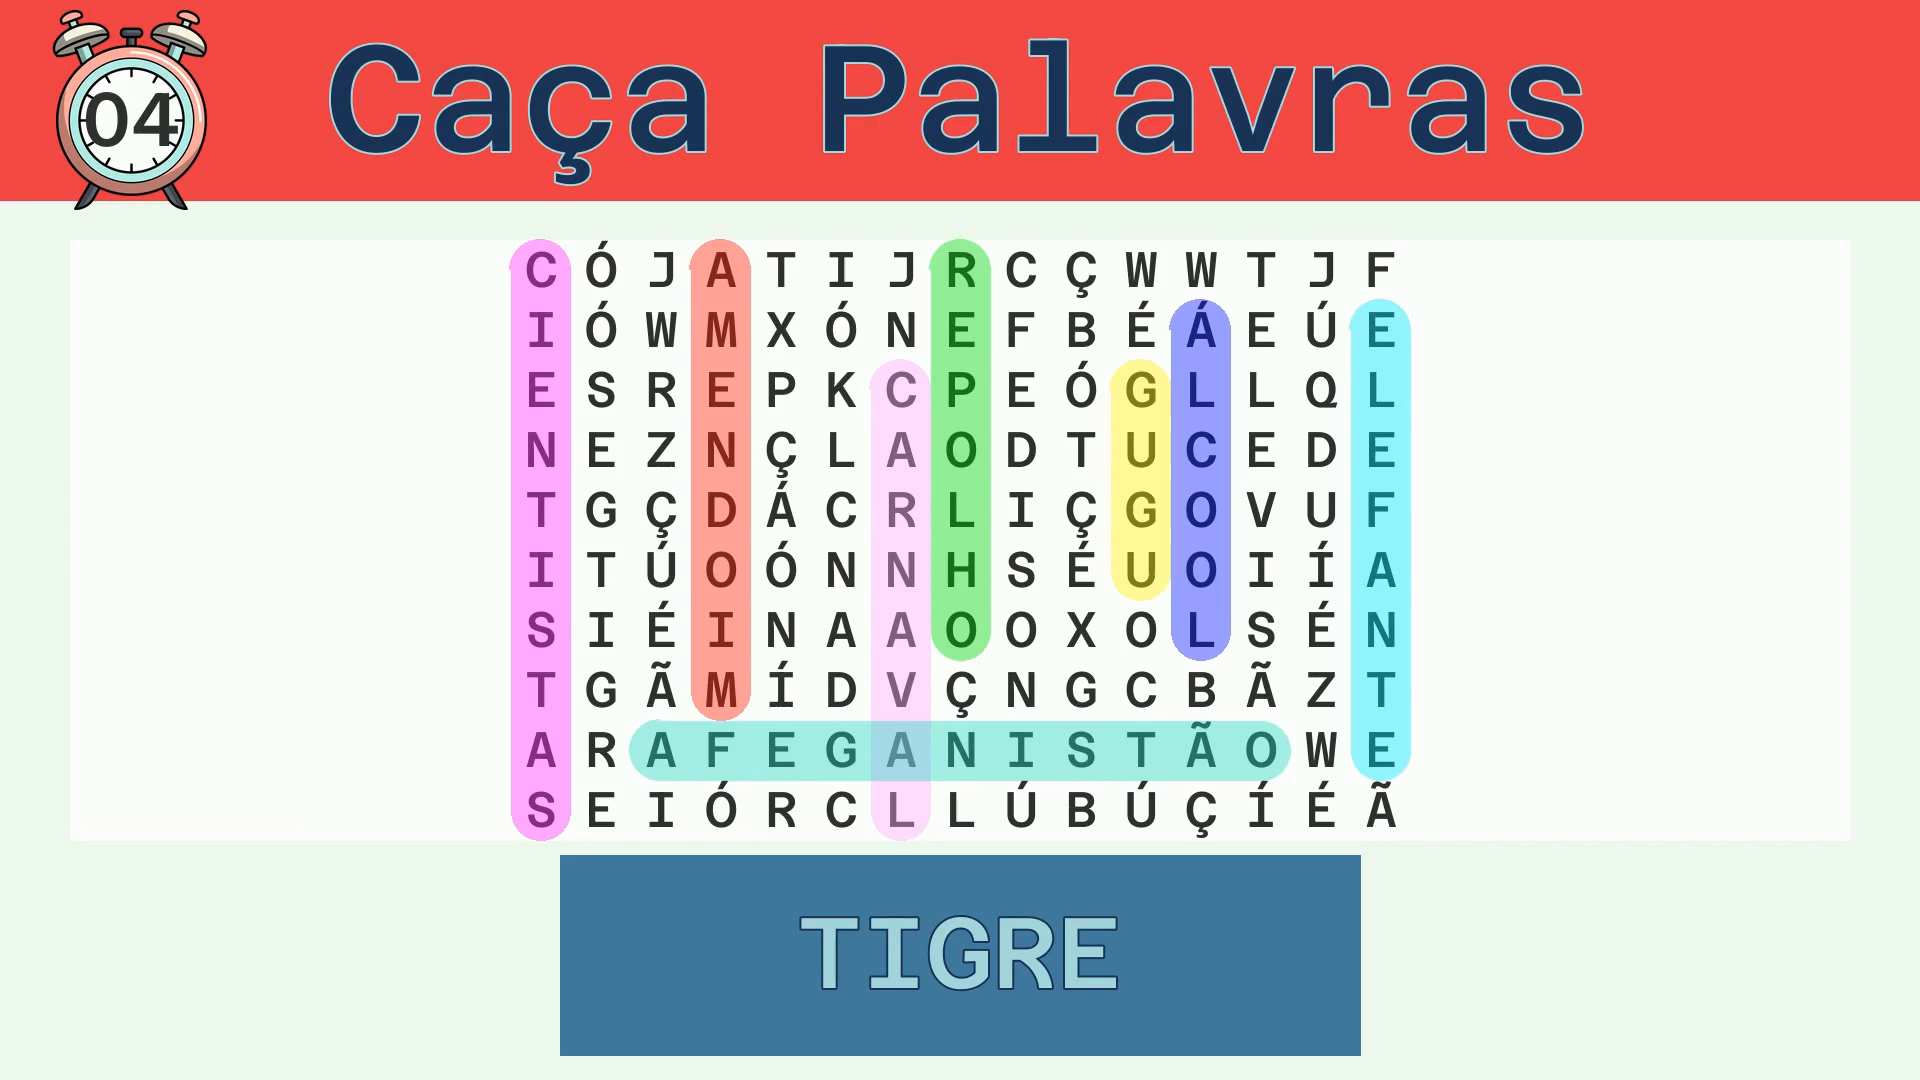 04
Caça Palavras
C Ó J A T I J R C Ç W W T J F
I Ó W M X Ó N E F B É Á E Ú E
E S R E P K C P E Ó G L L Q L
N E Z N Ç L A O D T U C E D E
T G Ç D Á C R L I Ç G O V U F
I T Ú O Ó N N H S É U O I Í A
S I É I N A A O O X O L S É N
T G Ã M Í D V Ç N G C B Ã Z T
A R A F E G A N I S T Ã O W E
S E I Ó R C L L Ú B Ú Ç Í É Ã
TIGRE